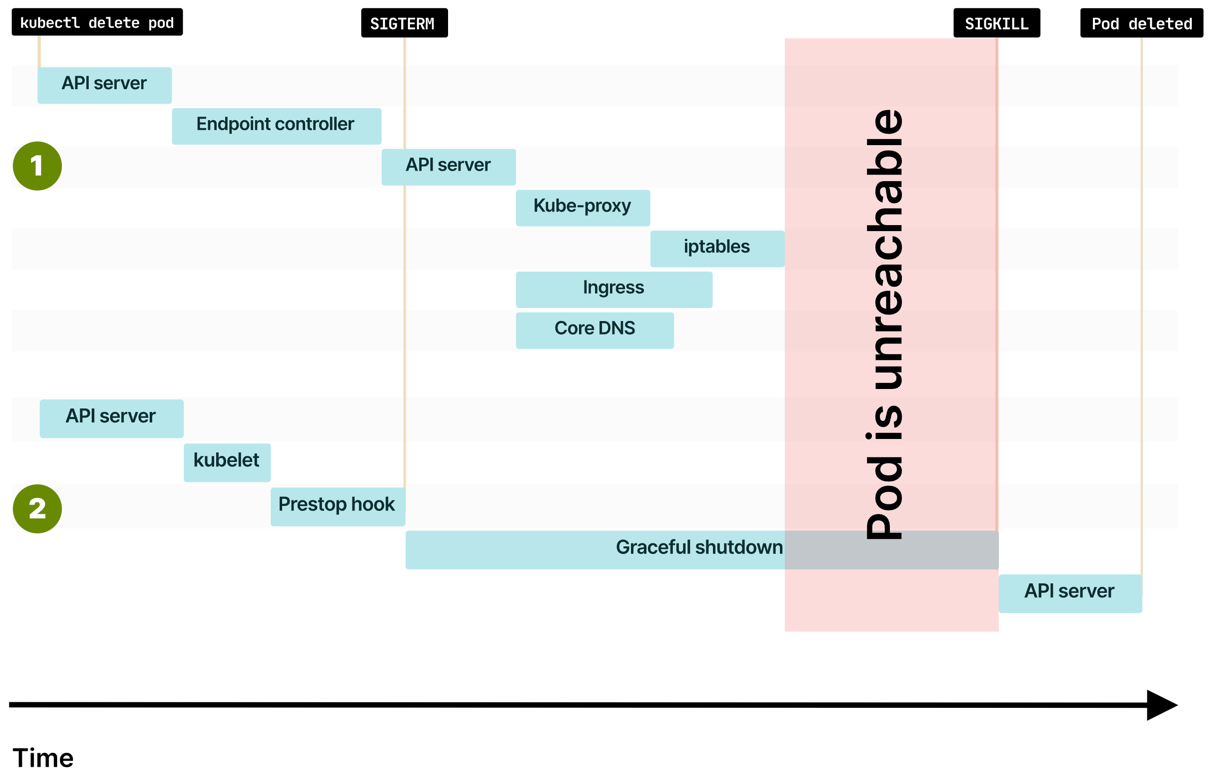 kubectl delete pod
SIGTERM
SIGKILL
Pod deleted
API server
Endpoint controller
1
API server
Kube-proxy
iptables
Ingress
Core DNS
Pod is unreachable
API server
kubelet
2
Prestop hook
Graceful shutdown
API server
Time